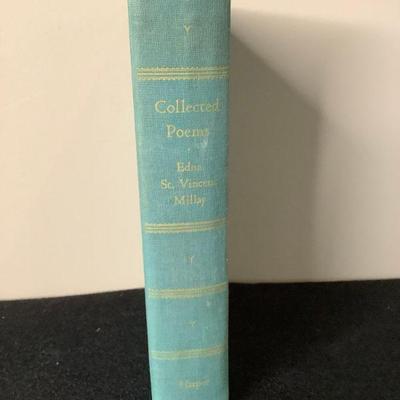 Collected
Poems
Edna
St. Vincent
Millay
Harper